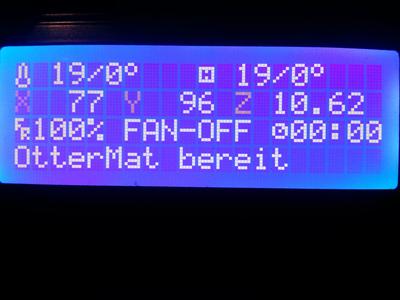 19/0° 19/0°
X 77 Y 96 Z 10.62
100% FAN-OFF 00:00
OtterMat bereit